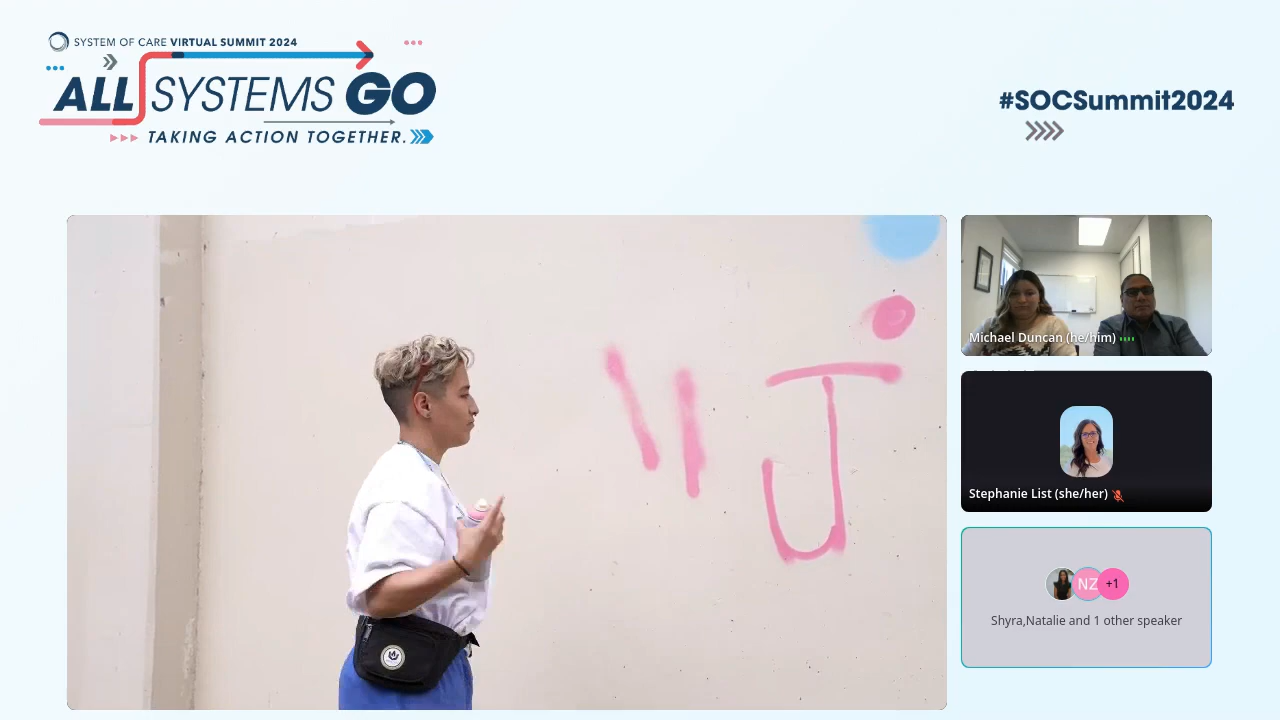 SYSTEM OF CARE VIRTUAL SUMMIT 2024
ALL SYSTEMS GO
TAKING ACTION TOGETHER.
#SOCSummit2024
Michael Duncan (he/him)
Stephanie List (she/her)
NZ +1
Shyra,Natalie and 1 other speaker